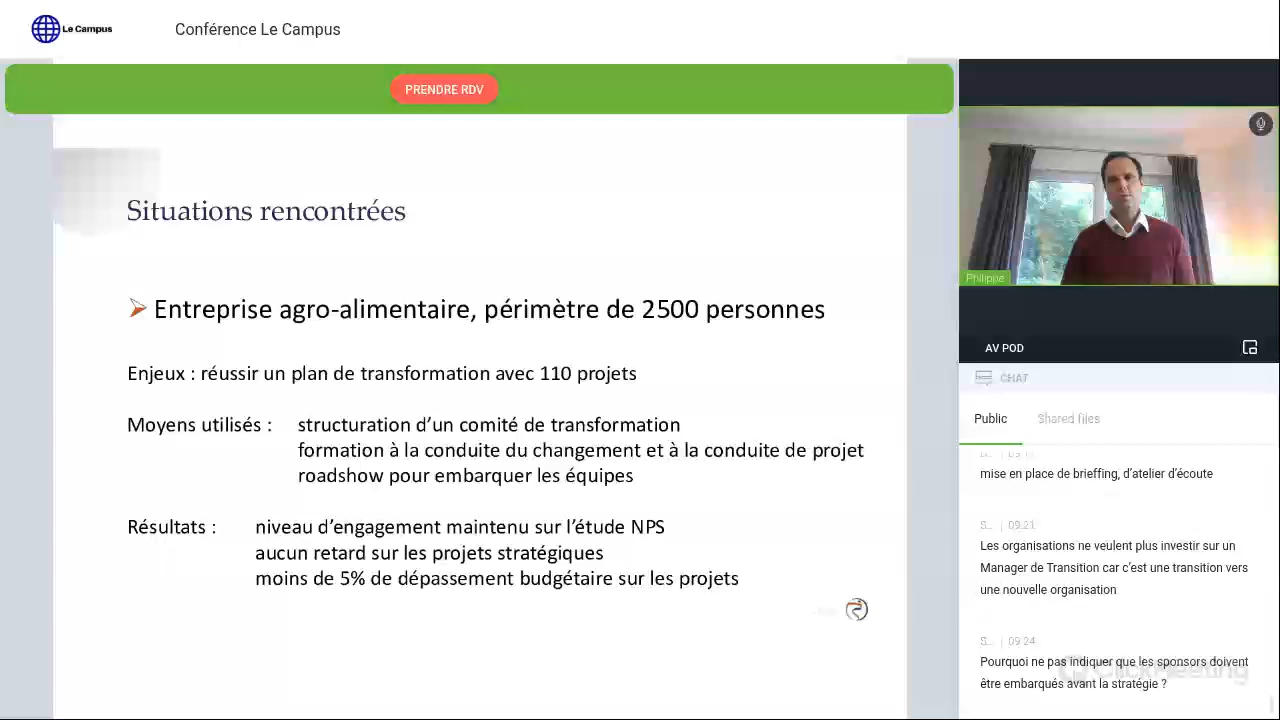 Le Campus
Conférence Le Campus
PRENDRE RDV
Situations rencontrées
Entreprise agro-alimentaire, périmètre de 2500 personnes
Enjeux : réussir un plan de transformation avec 110 projets
Moyens utilisés : structuration d’un comité de transformation
formation à la conduite du changement et à la conduite de projet
roadshow pour embarquer les équipes
Résultats : niveau d’engagement maintenu sur l’étude NPS
aucun retard sur les projets stratégiques
moins de 5% de dépassement budgétaire sur les projets
Philippe
AV POD
CHAT
Public Shared files
mise en place de brieffing, d’atelier d’écoute
S... | 09:21
Les organisations ne veulent plus investir sur un
Manager de Transition car c’est une transition vers
une nouvelle organisation
S... | 09:24
Pourquoi ne pas indiquer que les sponsors doivent
être embarqués avant la stratégie ?
ClickMeeting